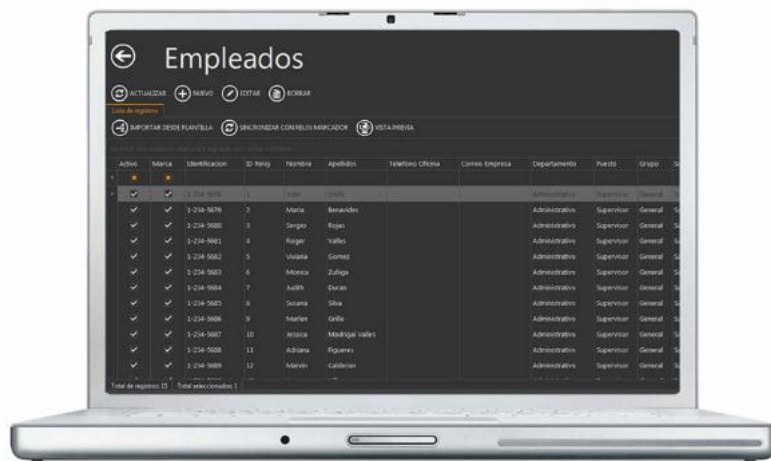 Empleados
ACTUALIZAR NUEVO EDITAR BORRAR
Lista de registros
IMPORTAR DESDE PLANTILLA SINCRONIZAR CON RELOJ MARCADOR VISTA PREVIA
Activo Marca Identificacion ID Reloj Nombre Apellidos Telefono Oficina Correo Empresa Departamento Puesto Grupo
1-234-5678 1 Administrativo Supervisor General
1-234-5679 2 Maria Benavides Administrativo Supervisor General
1-234-5680 3 Sergio Rojas Administrativo Supervisor General
1-234-5681 4 Roger Valles Administrativo Supervisor General
1-234-5682 5 Viviana Gomez Administrativo Supervisor General
1-234-5683 6 Monica Zuñiga Administrativo Supervisor General
1-234-5684 7 Judith Duran Administrativo Supervisor General
1-234-5685 8 Susana Silva Administrativo Supervisor General
1-234-5686 9 Marlen Grillo Administrativo Supervisor General
1-234-5687 10 Jessica Madrigal Valles Administrativo Supervisor General
1-234-5688 11 Adriana Figueres Administrativo Supervisor General
1-234-5689 12 Marvin Calderon Administrativo Supervisor General
Total de registros: 15 Total seleccionados: 1